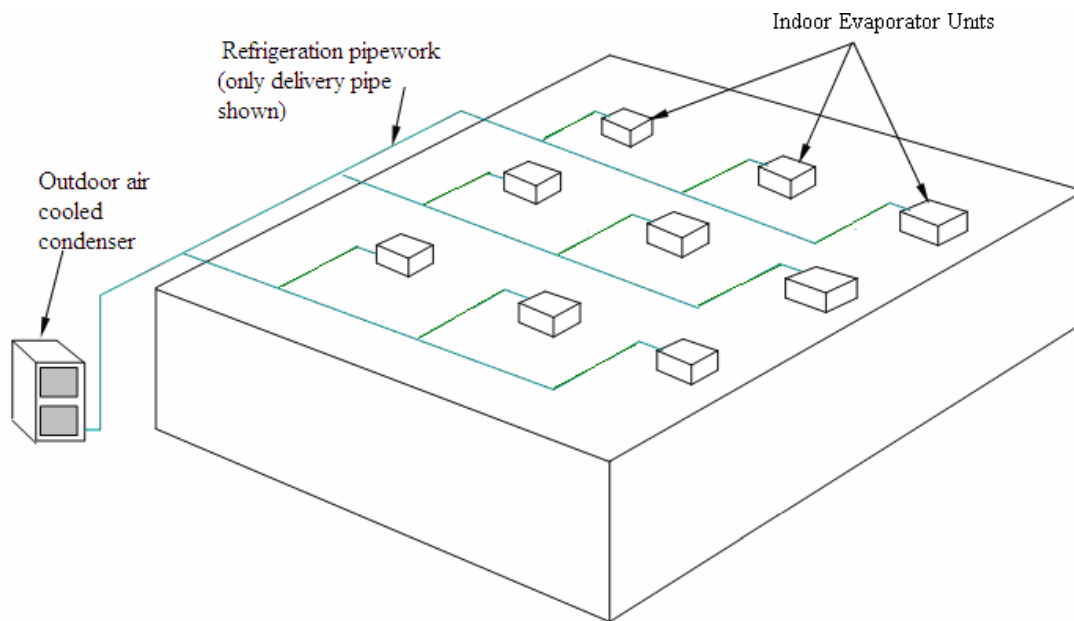 Indoor Evaporator Units
Refrigeration pipework
(only delivery pipe
shown)
Outdoor air
cooled
condenser